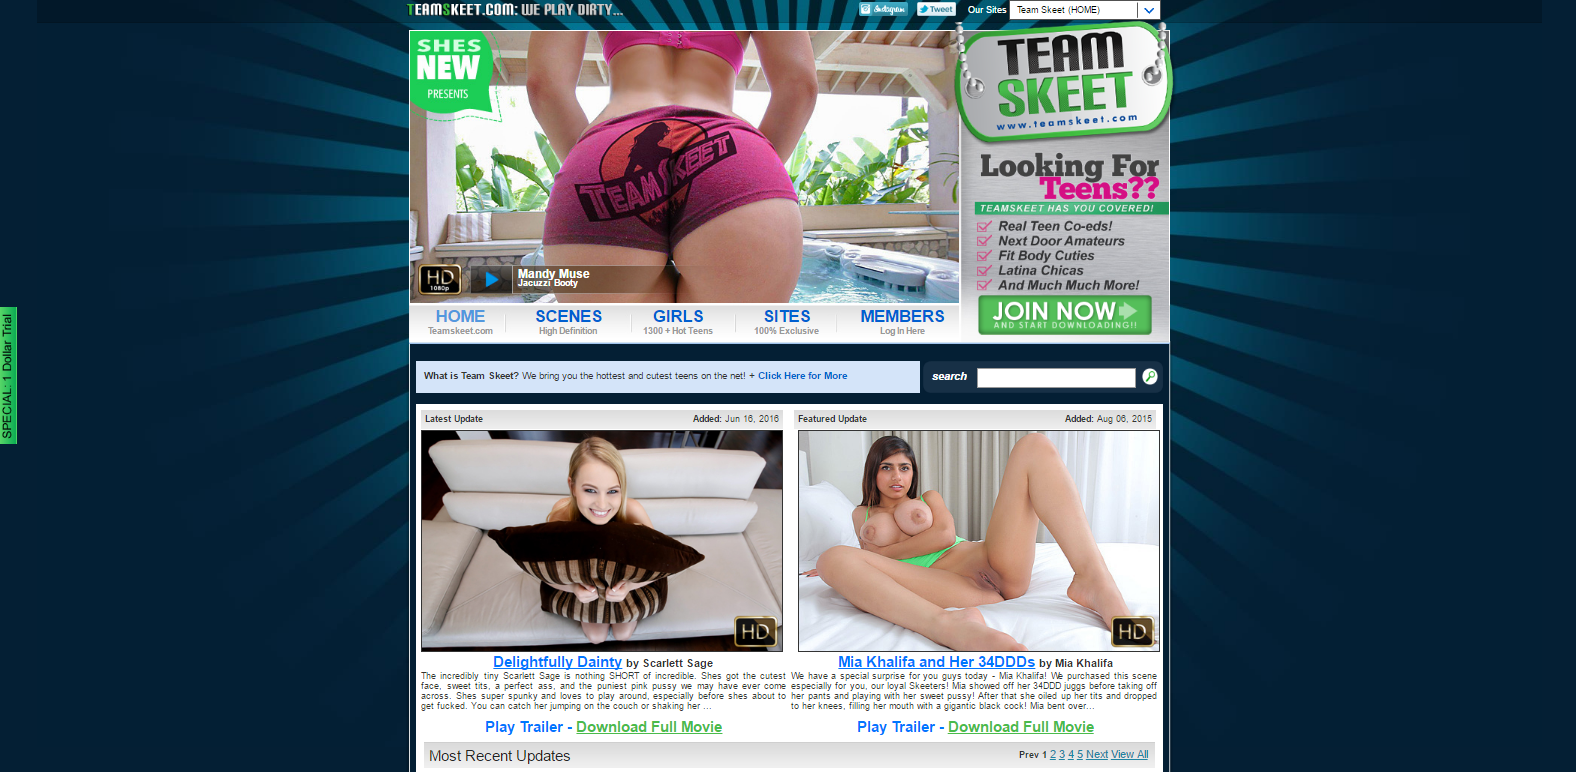 TEAMSKEET.COM: WE PLAY DIRTY...
Instagram
Tweet
Our Sites
Team Skeet (HOME)
SHES
NEW
PRESENTS
TEAMSKEET
HD
1080p
Mandy Muse
Jacuzzi Booty
TEAM
SKEET
www.teamskeet.com
Looking For
Teens??
TEAMSKEET HAS YOU COVERED!
Real Teen Co-eds!
Next Door Amateurs
Fit Body Cuties
Latina Chicas
And Much Much More!
JOIN NOW
AND START DOWNLOADING!!
HOME
Teamskeet.com
SCENES
High Definition
GIRLS
1300 + Hot Teens
SITES
100% Exclusive
MEMBERS
Log In Here
SPECIAL: 1 Dollar Trial
What is Team Skeet? We bring you the hottest and cutest teens on the net! + Click Here for More
search
Latest Update
Added: Jun 16, 2016
HD
Delightfully Dainty by Scarlett Sage
The incredibly tiny Scarlett Sage is nothing SHORT of incredible. Shes got the cutest
face, sweet tits, a perfect ass, and the puniest pink pussy we may have ever come
across. Shes super spunky and loves to play around, especially before shes about to
get fucked. You can catch her jumping on the couch or shaking her ...
Play Trailer - Download Full Movie
Featured Update
Added: Aug 06, 2015
HD
Mia Khalifa and Her 34DDDs by Mia Khalifa
We have a special surprise for you guys today - Mia Khalifa! We purchased this scene
especially for you, our loyal Skeeters! Mia showed off her 34DDD juggs before taking off
her pants and playing with her sweet pussy! After that she oiled up her tits and dropped
to her knees, filling her mouth with a gigantic black cock! Mia bent over...
Play Trailer - Download Full Movie
Most Recent Updates
Prev 1 2 3 4 5 Next View All